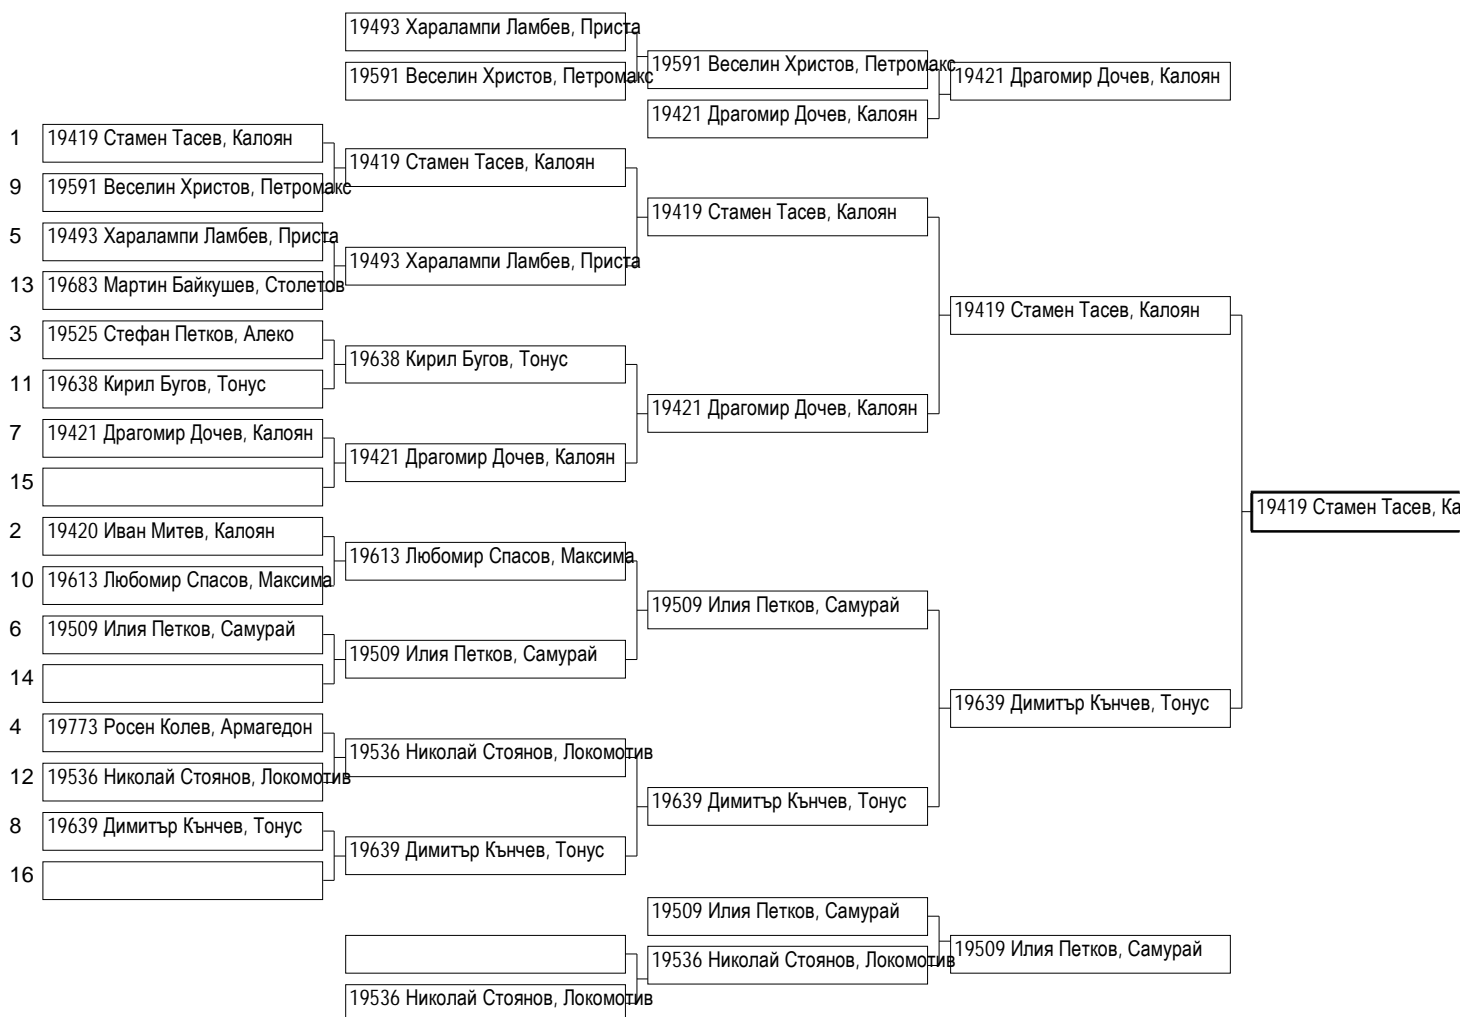 19493 Харалампи Ламбев, Приста
19591 Веселин Христов, Петромакс
19591 Веселин Христов, Петромакс
19421 Драгомир Дочев, Калоян
19421 Драгомир Дочев, Калоян
1 19419 Стамен Тасев, Калоян
9 19591 Веселин Христов, Петромакс
5 19493 Харалампи Ламбев, Приста
13 19683 Мартин Байкушев, Столетов
3 19525 Стефан Петков, Алеко
11 19638 Кирил Бугов, Тонус
7 19421 Драгомир Дочев, Калоян
15
2 19420 Иван Митев, Калоян
10 19613 Любомир Спасов, Максима
6 19509 Илия Петков, Самурай
14
4 19773 Росен Колев, Армагедон
12 19536 Николай Стоянов, Локомотив
8 19639 Димитър Кънчев, Тонус
16
19419 Стамен Тасев, Калоян
19493 Харалампи Ламбев, Приста
19638 Кирил Бугов, Тонус
19421 Драгомир Дочев, Калоян
19613 Любомир Спасов, Максима
19509 Илия Петков, Самурай
19536 Николай Стоянов, Локомотив
19639 Димитър Кънчев, Тонус
19419 Стамен Тасев, Калоян
19421 Драгомир Дочев, Калоян
19509 Илия Петков, Самурай
19639 Димитър Кънчев, Тонус
19419 Стамен Тасев, Калоян
19639 Димитър Кънчев, Тонус
19419 Стамен Тасев, Ка
19536 Николай Стоянов, Локомотив
19509 Илия Петков, Самурай
19536 Николай Стоянов, Локомотив
19509 Илия Петков, Самурай